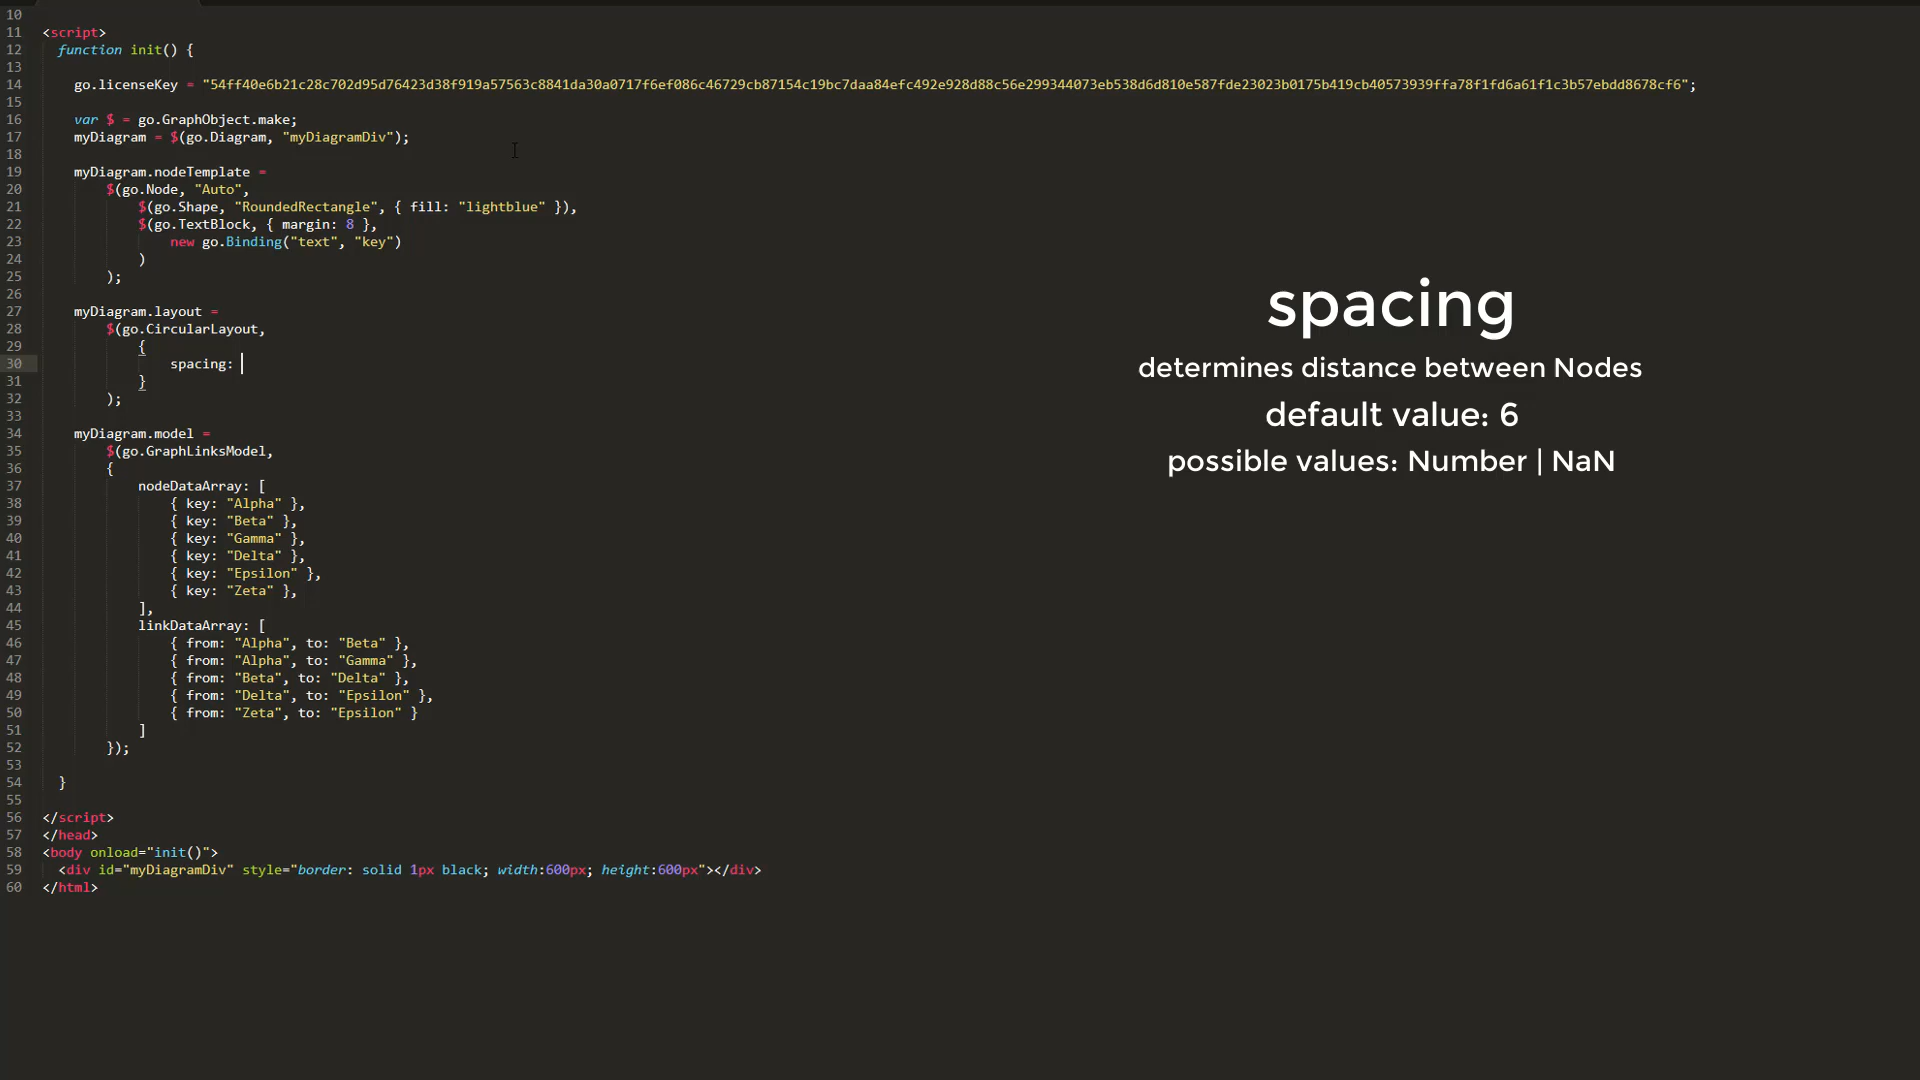 10
11 <script>
12 function init() {
13
14 go.licenseKey = "54ff40e6b21c28c702d95d76423d38f919a57563c8841da30a0717f6ef086c46729cb87154c19bc7daa84efc492e928d88c56e299344073eb538d6d810e587fde23023b0175b419cb40573939ffa78f1fd6a61f1c3b57ebdd8678cf6";
15
16 var $ = go.GraphObject.make;
17 myDiagram = $(go.Diagram, "myDiagramDiv");
18
19 myDiagram.nodeTemplate =
20 $(go.Node, "Auto",
21 $(go.Shape, "RoundedRectangle", { fill: "lightblue" }),
22 $(go.TextBlock, { margin: 8 },
23 new go.Binding("text", "key")
24 )
25 );
26
27 myDiagram.layout =
28 $(go.CircularLayout,
29 {
30 spacing:
31 }
32 );
33
34 myDiagram.model =
35 $(go.GraphLinksModel,
36 {
37 nodeDataArray: [
38 { key: "Alpha" },
39 { key: "Beta" },
40 { key: "Gamma" },
41 { key: "Delta" },
42 { key: "Epsilon" },
43 { key: "Zeta" },
44 ],
45 linkDataArray: [
46 { from: "Alpha", to: "Beta" },
47 { from: "Alpha", to: "Gamma" },
48 { from: "Beta", to: "Delta" },
49 { from: "Delta", to: "Epsilon" },
50 { from: "Zeta", to: "Epsilon" }
51 ]
52 });
53
54 }
55
56 </script>
57 </head>
58 <body onload="init()">
59 <div id="myDiagramDiv" style="border: solid 1px black; width:600px; height:600px"></div>
60 </html>
spacing
determines distance between Nodes
default value: 6
possible values: Number | NaN